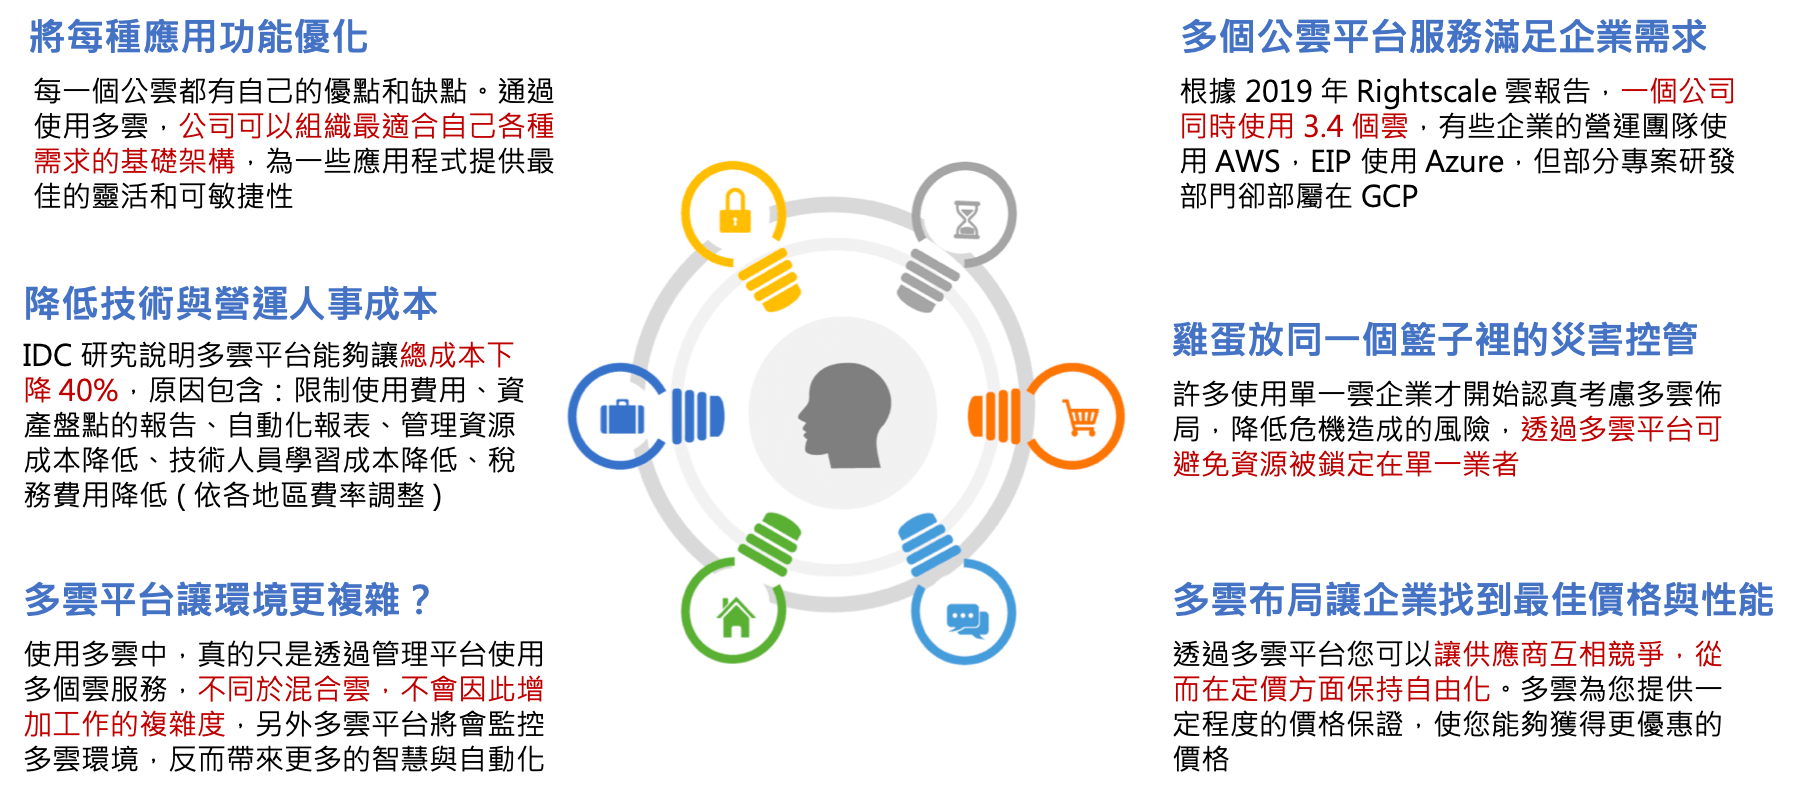 將每種應用功能優化
每一個公雲都有自己的優點和缺點。通過
使用多雲，公司可以組織最適合自己各種
需求的基礎架構，為一些應用程式提供最
佳的靈活和可敏捷性
降低技術與營運人事成本
IDC 研究說明多雲平台能夠讓總成本下
降 40%，原因包含：限制使用費用、資
產盤點的報告、自動化報表、管理資源
成本降低、技術人員學習成本降低、稅
務費用降低 ( 依各地區費率調整 )
多雲平台讓環境更複雜？
使用多雲中，真的只是透過管理平台使用
多個雲服務，不同於混合雲，不會因此增
加工作的複雜度，另外多雲平台將會監控
多雲環境，反而帶來更多的智慧與自動化
多個公雲平台服務滿足企業需求
根據 2019 年 Rightscale 雲報告，一個公司
同時使用 3.4 個雲，有些企業的營運團隊使
用 AWS，EIP 使用 Azure，但部分專案研發
部門卻部屬在 GCP
雞蛋放同一個籃子裡的災害控管
許多使用單一雲企業才開始認真考慮多雲佈
局，降低危機造成的風險，透過多雲平台可
避免資源被鎖定在單一業者
多雲布局讓企業找到最佳價格與性能
透過多雲平台您可以讓供應商互相競爭，從
而在定價方面保持自由化。多雲為您提供一
定程度的價格保證，使您能夠獲得更優惠的
價格